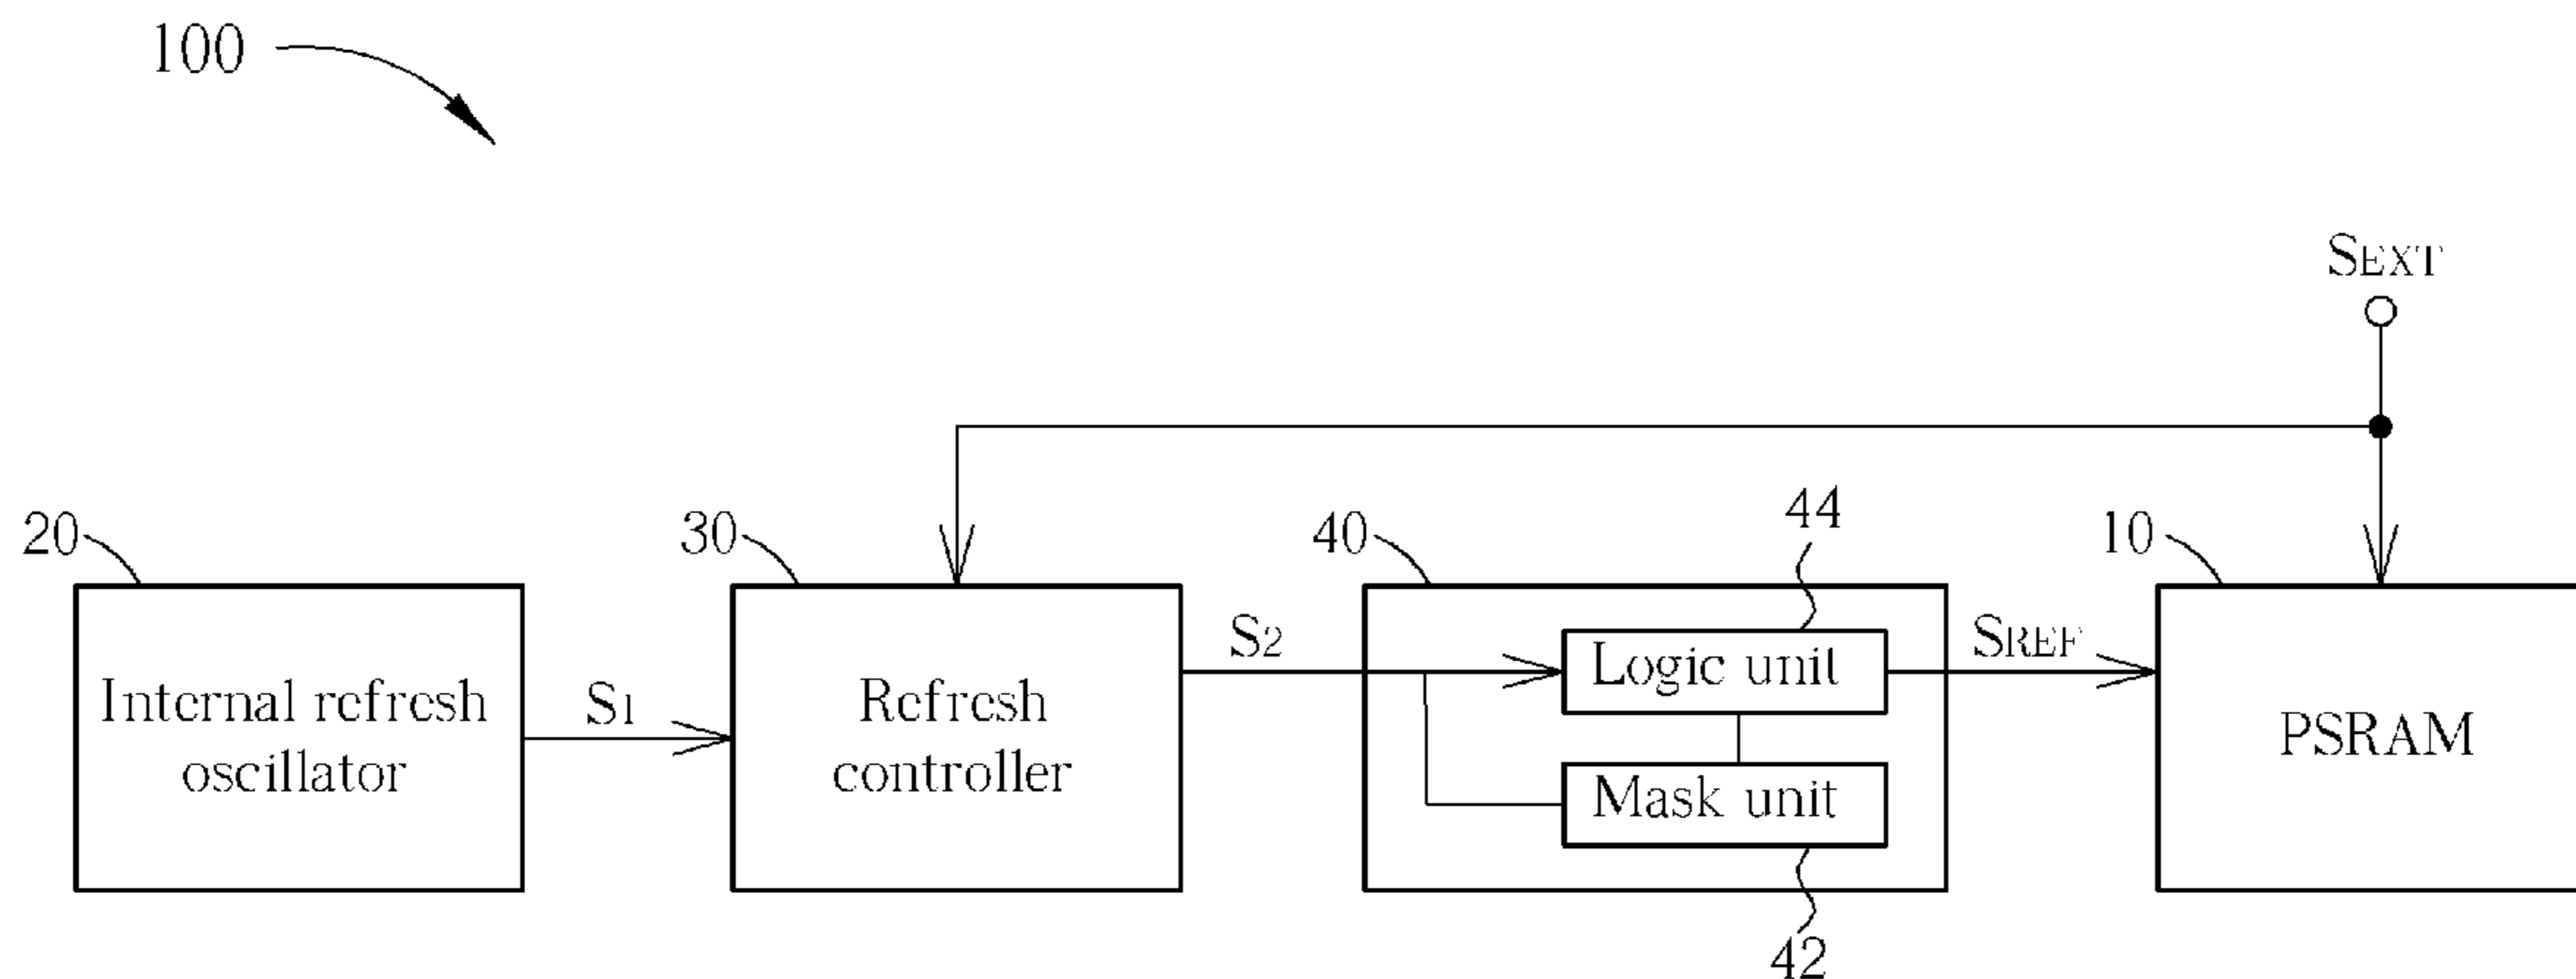 100
SEXT
20
30
40
44
10
Internal refresh
oscillator
S1
Refresh
controller
S2
Logic unit
Mask unit
SREF
PSRAM
42